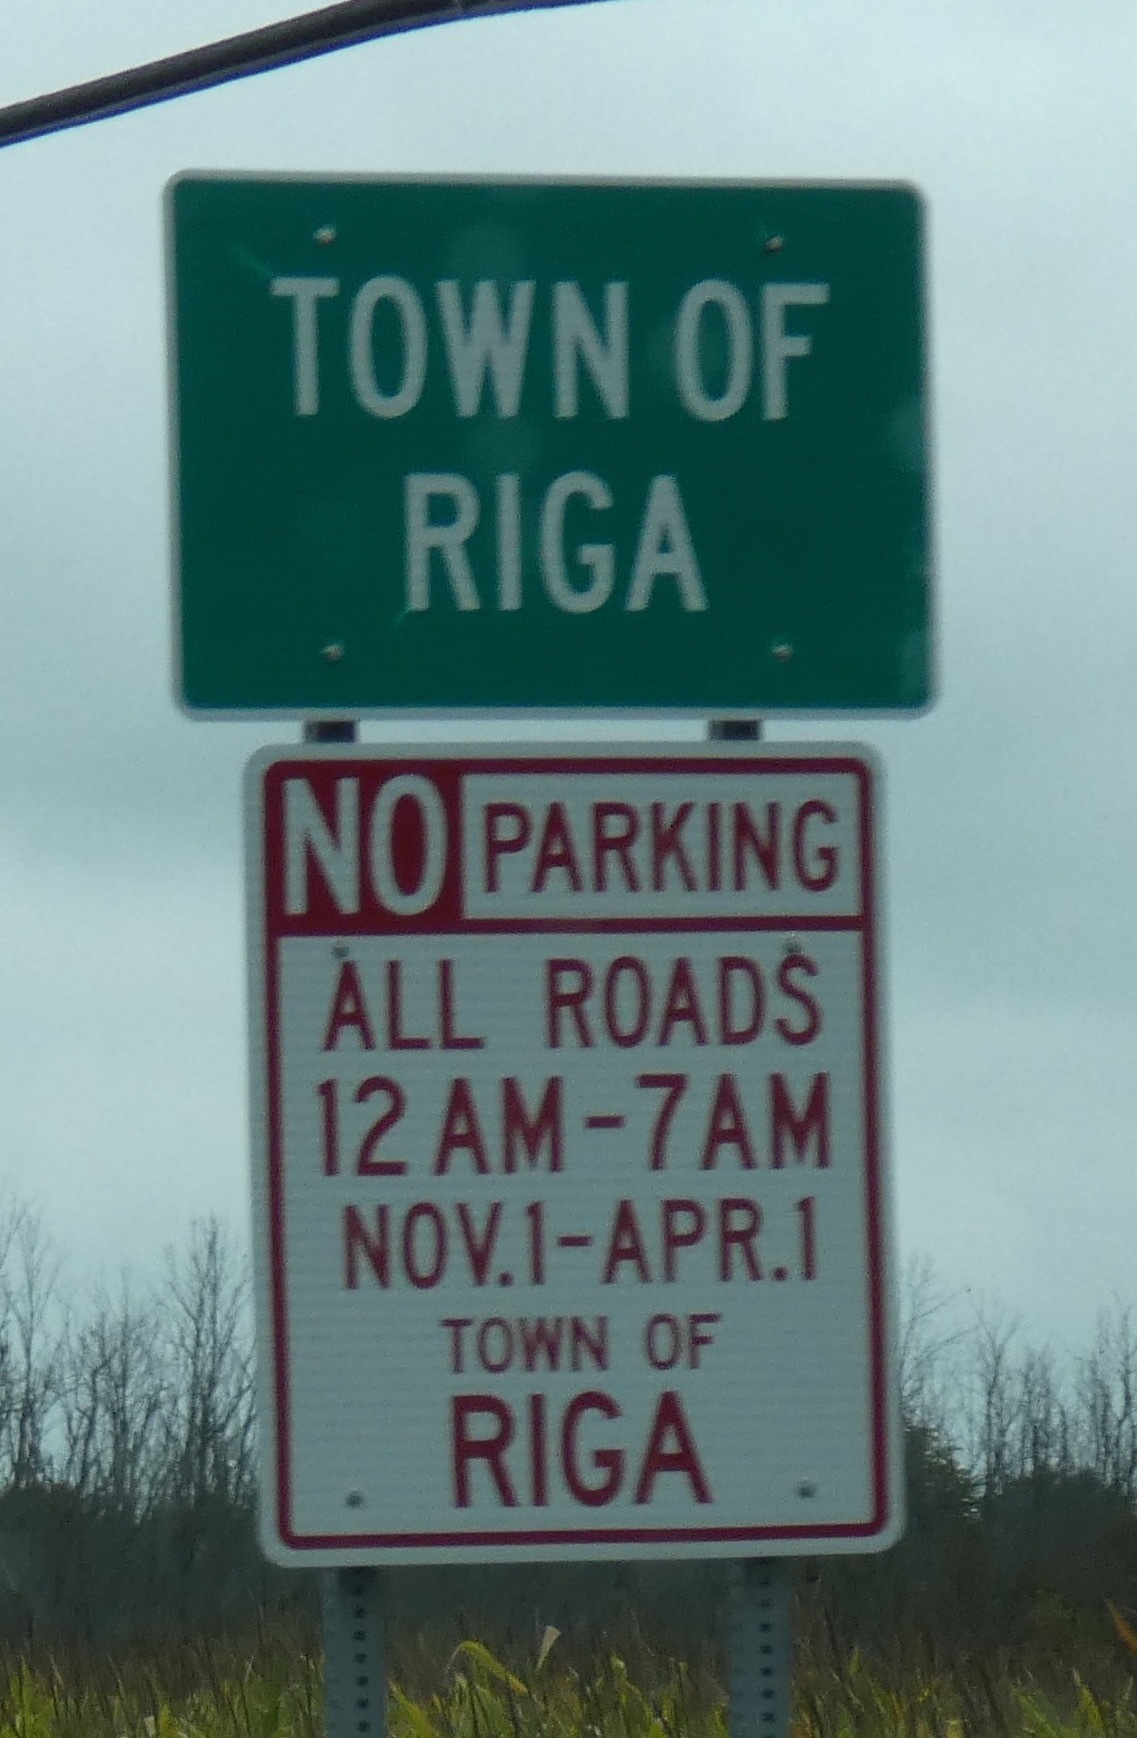 TOWN OF
RIGA
NO PARKING
ALL ROADS
12 AM-7AM
NOV.1-APR.1
TOWN OF
RIGA